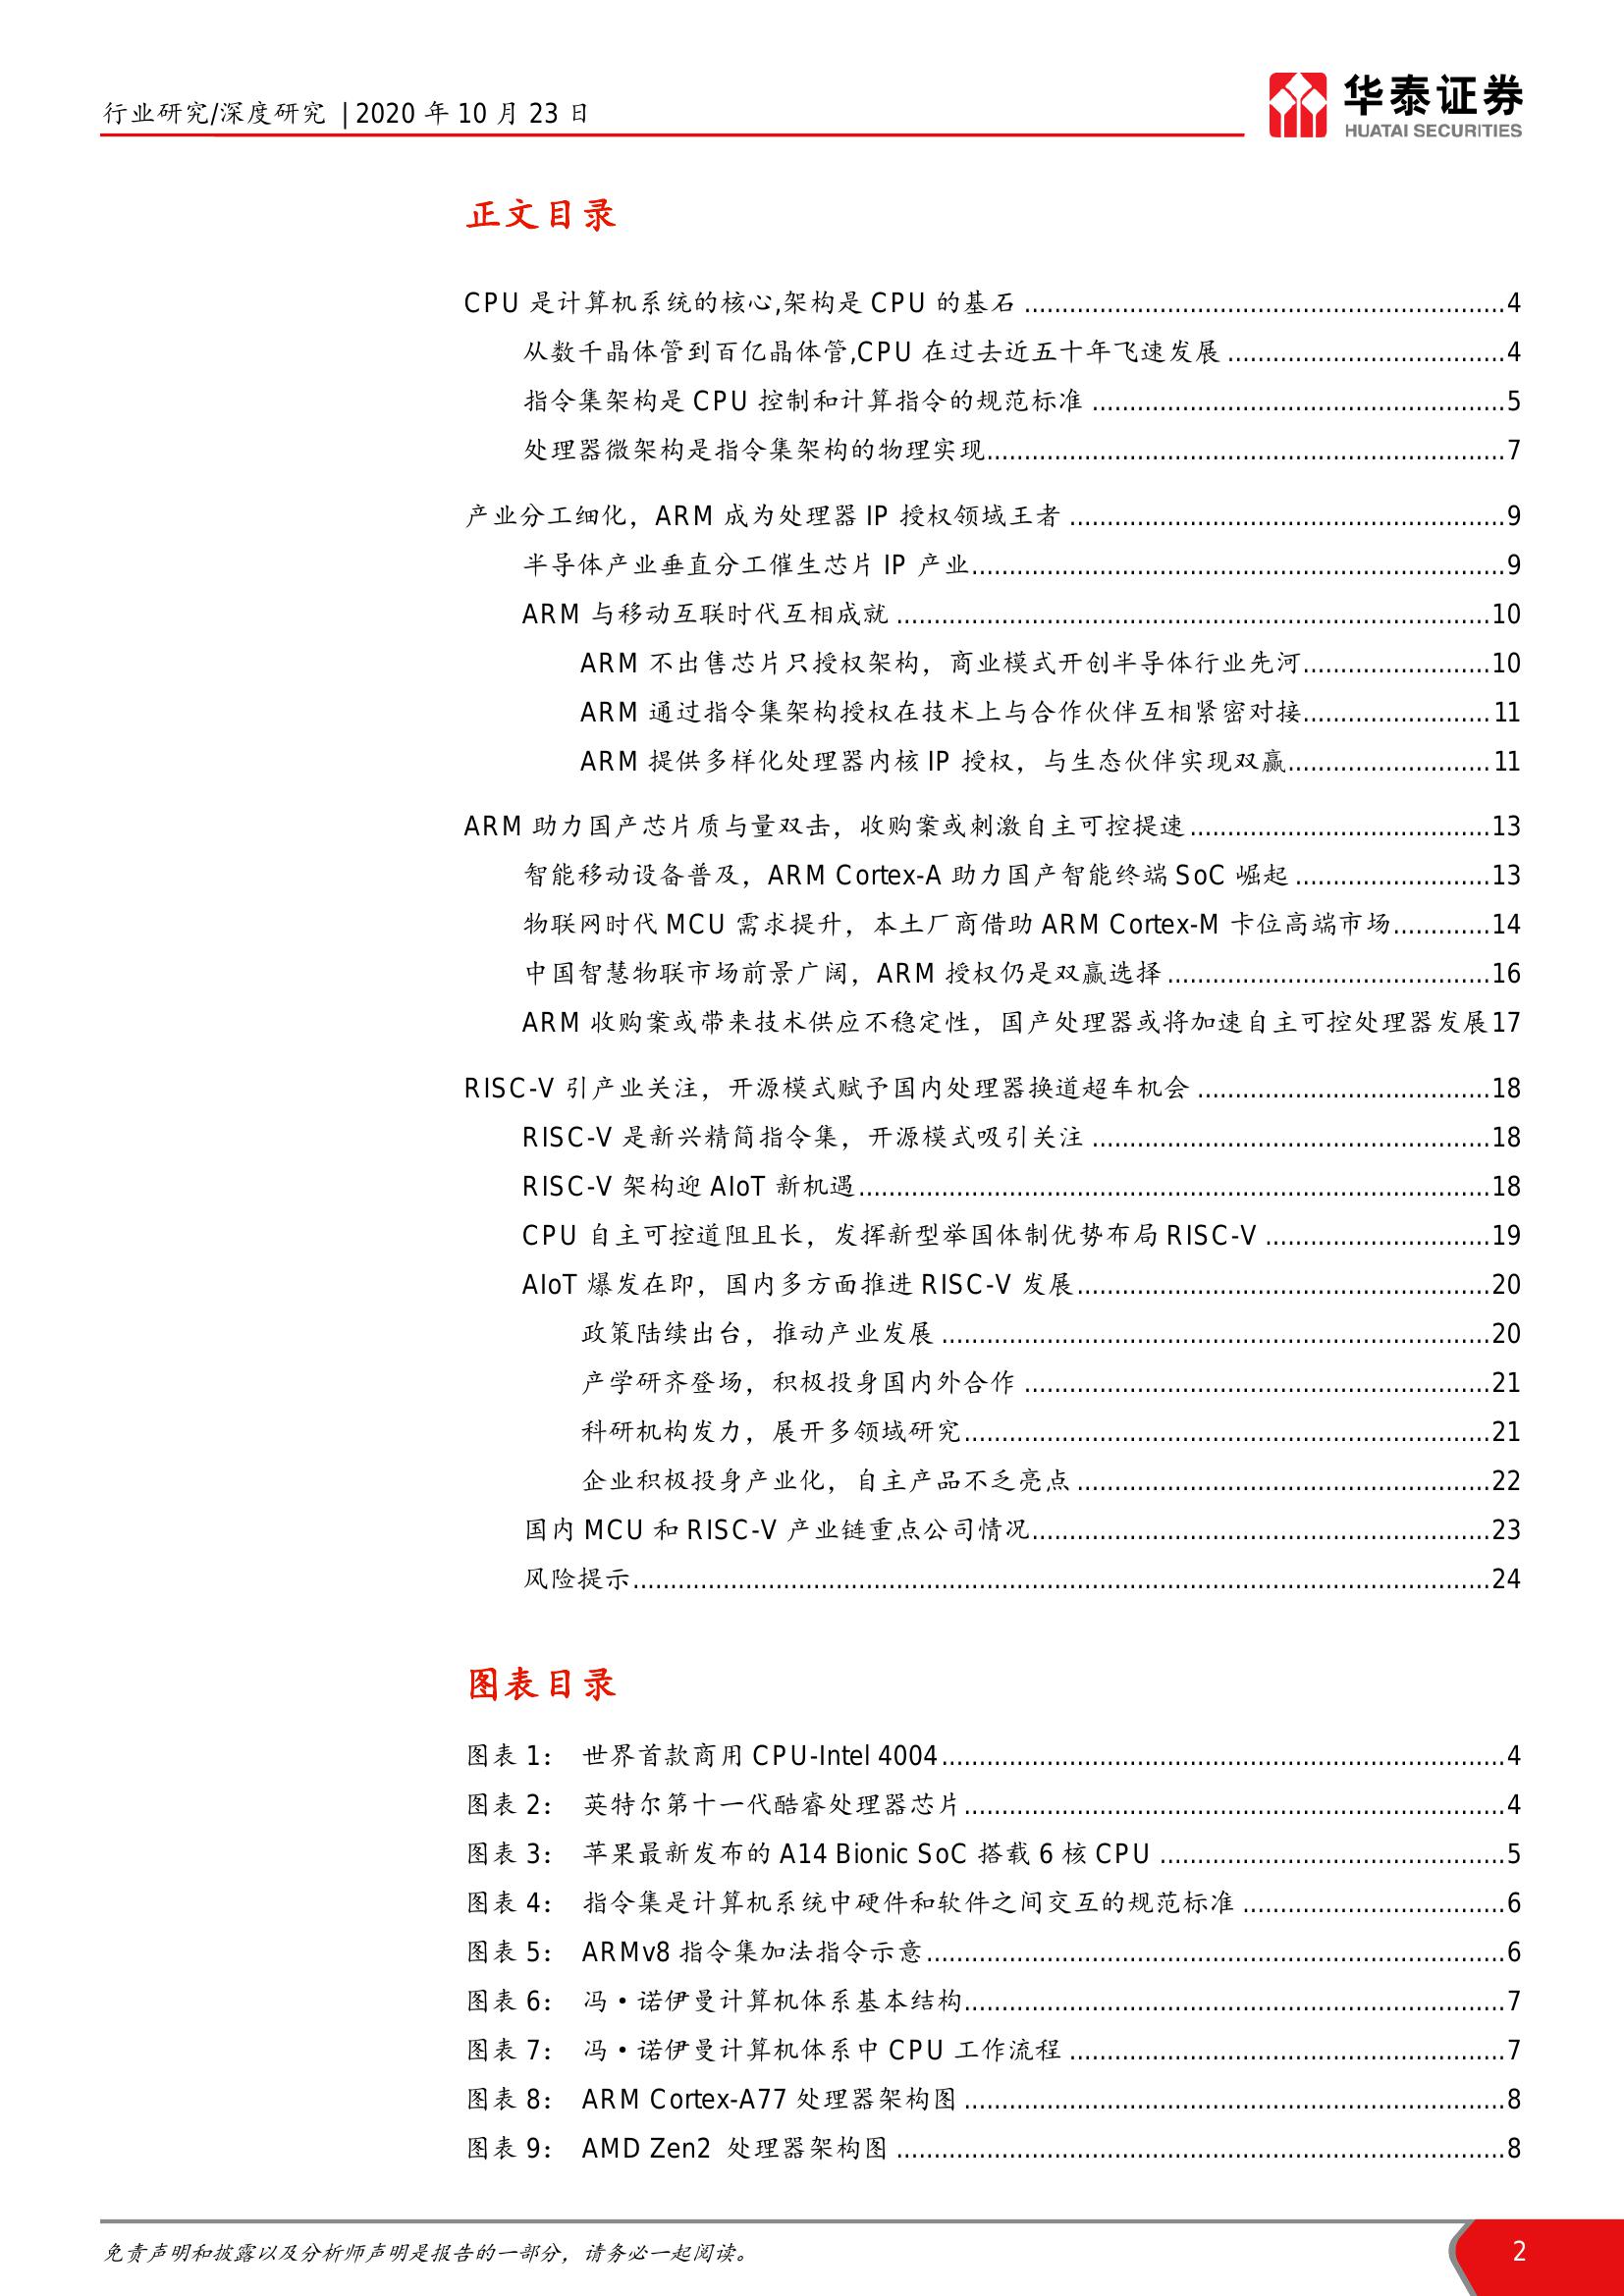 行业研究/深度研究 | 2020 年 10 月 23 日
华泰证券
HUATAI SECURITIES
正文目录
CPU 是计算机系统的核心,架构是 CPU 的基石 ........ 4
从数千晶体管到百亿晶体管,CPU 在过去近五十年飞速发展 ........ 4
指令集架构是 CPU 控制和计算指令的规范标准 ........ 5
处理器微架构是指令集架构的物理实现 ........ 7
产业分工细化，ARM 成为处理器 IP 授权领域王者 ........ 9
半导体产业垂直分工催生芯片 IP 产业 ........ 9
ARM 与移动互联时代互相成就 ........ 10
ARM 不出售芯片只授权架构，商业模式开创半导体行业先河 ........ 10
ARM 通过指令集架构授权在技术上与合作伙伴互相紧密对接 ........ 11
ARM 提供多样化处理器内核 IP 授权，与生态伙伴实现双赢 ........ 11
ARM 助力国产芯片质与量双击，收购案或刺激自主可控提速 ........ 13
智能移动设备普及，ARM Cortex-A 助力国产智能终端 SoC 崛起 ........ 13
物联网时代 MCU 需求提升，本土厂商借助 ARM Cortex-M 卡位高端市场 ........ 14
中国智慧物联市场前景广阔，ARM 授权仍是双赢选择 ........ 16
ARM 收购案或带来技术供应不稳定性，国产处理器或将加速自主可控处理器发展 17
RISC-V 引产业关注，开源模式赋予国内处理器换道超车机会 ........ 18
RISC-V 是新兴精简指令集，开源模式吸引关注 ........ 18
RISC-V 架构迎 AIoT 新机遇 ........ 18
CPU 自主可控道阻且长，发挥新型举国体制优势布局 RISC-V ........ 19
AIoT 爆发在即，国内多方面推进 RISC-V 发展 ........ 20
政策陆续出台，推动产业发展 ........ 20
产学研齐登场，积极投身国内外合作 ........ 21
科研机构发力，展开多领域研究 ........ 21
企业积极投身产业化，自主产品不乏亮点 ........ 22
国内 MCU 和 RISC-V 产业链重点公司情况 ........ 23
风险提示 ........ 24
图表目录
图表 1： 世界首款商用 CPU-Intel 4004 ........ 4
图表 2： 英特尔第十一代酷睿处理器芯片 ........ 4
图表 3： 苹果最新发布的 A14 Bionic SoC 搭载 6 核 CPU ........ 5
图表 4： 指令集是计算机系统中硬件和软件之间交互的规范标准 ........ 6
图表 5： ARMv8 指令集加法指令示意 ........ 6
图表 6： 冯·诺伊曼计算机体系基本结构 ........ 7
图表 7： 冯·诺伊曼计算机体系中 CPU 工作流程 ........ 7
图表 8： ARM Cortex-A77 处理器架构图 ........ 8
图表 9： AMD Zen2 处理器架构图 ........ 8
免责声明和披露以及分析师声明是报告的一部分，请务必一起阅读。
2